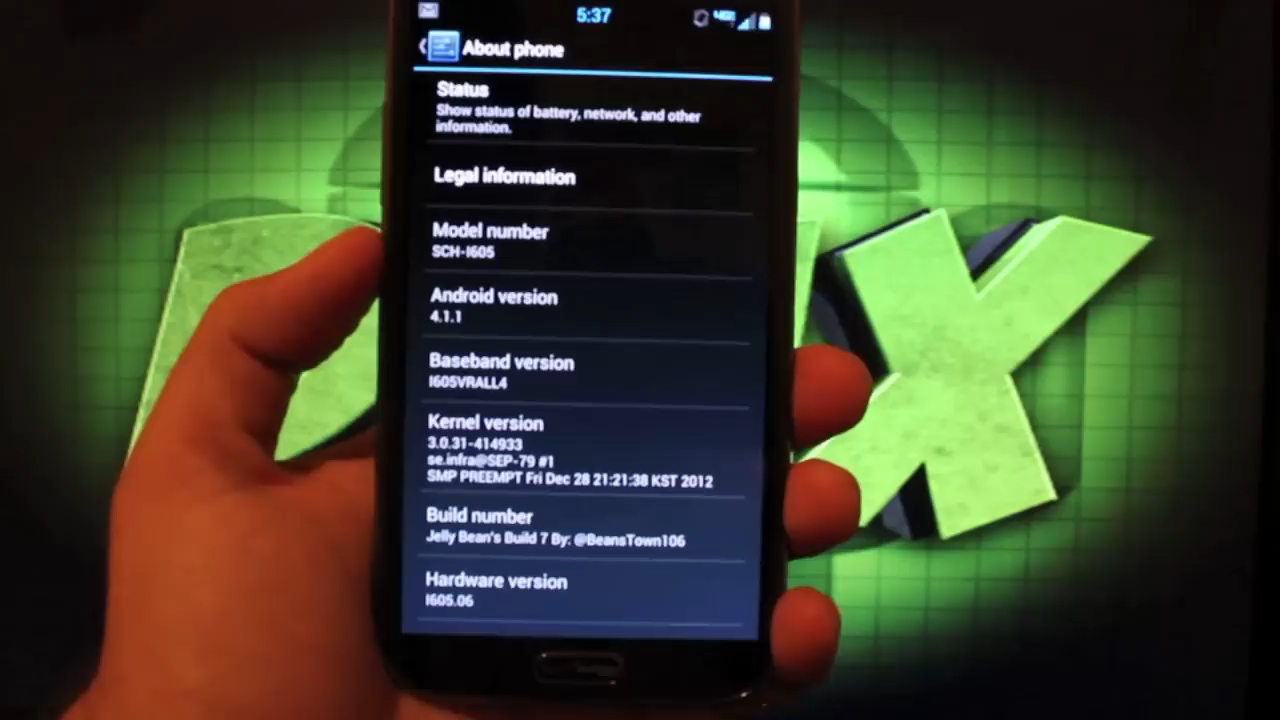 5:37
About phone
Status
Show status of battery, network, and other
information.
Legal information
Model number
SCH-I605
Android version
4.1.1
Baseband version
I605VRALL4
Kernel version
3.0.31-414933
se.infra@SEP-79 #1
SMP PREEMPT Fri Dec 28 21:21:38 KST 2012
Build number
Jelly Bean's Build 7 By: @BeansTown106
Hardware version
I605.06
X